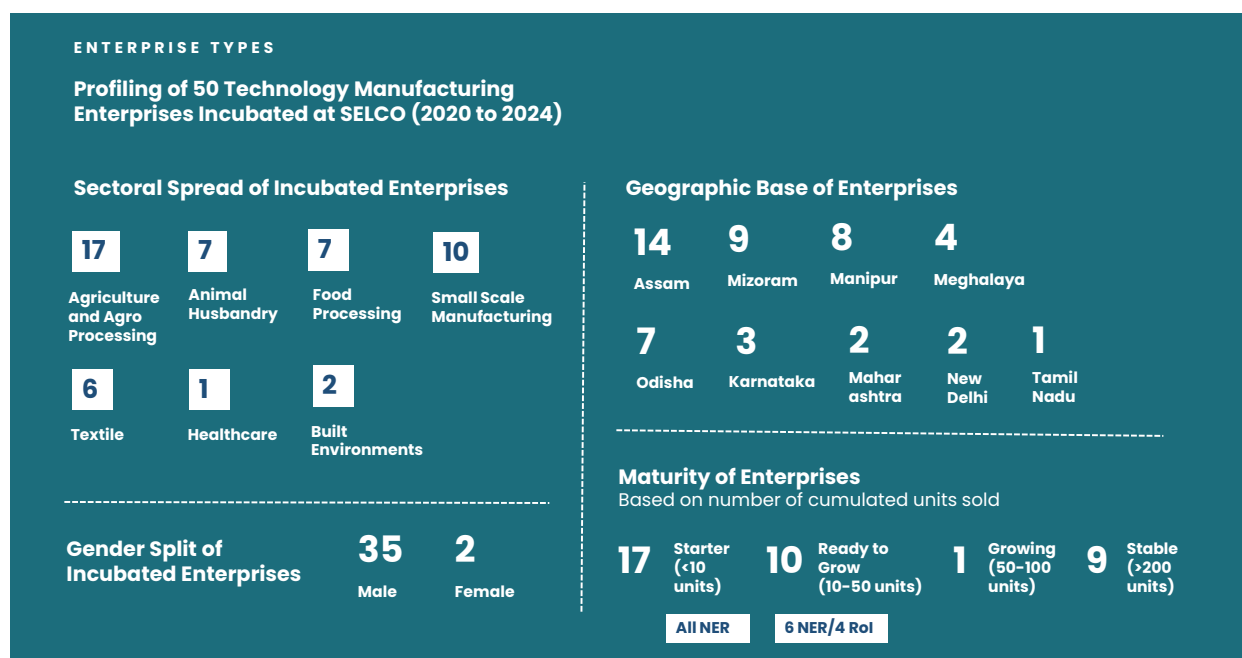 ENTERPRISE TYPES
Profiling of 50 Technology Manufacturing
Enterprises Incubated at SELCO (2020 to 2024)
Sectoral Spread of Incubated Enterprises
17
Agriculture
and Agro
Processing
7
Animal
Husbandry
7
Food
Processing
10
Small Scale
Manufacturing
6
Textile
1
Healthcare
2
Built
Environments
Gender Split of
Incubated Enterprises
35
Male
2
Female
Geographic Base of Enterprises
14
Assam
9
Mizoram
8
Manipur
4
Meghalaya
7
Odisha
3
Karnataka
2
Mahar
ashtra
2
New
Delhi
1
Tamil
Nadu
Maturity of Enterprises
Based on number of cumulated units sold
17
Starter
(<10
units)
All NER
10
Ready to
Grow
(10-50 units)
6 NER/4 RoI
1
Growing
(50-100
units)
9
Stable
(>200
units)